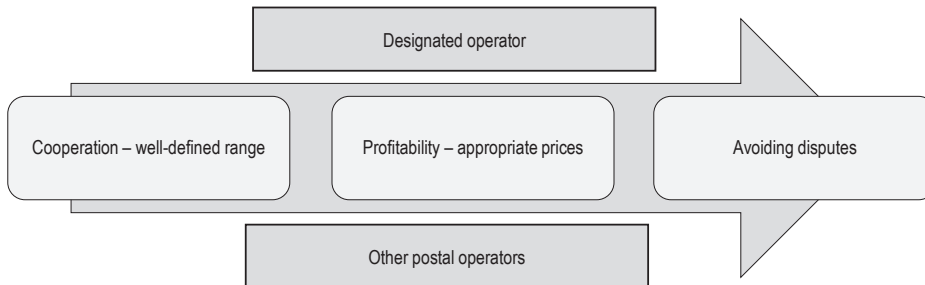 Designated operator
Cooperation – well-defined range
Profitability – appropriate prices
Avoiding disputes
Other postal operators